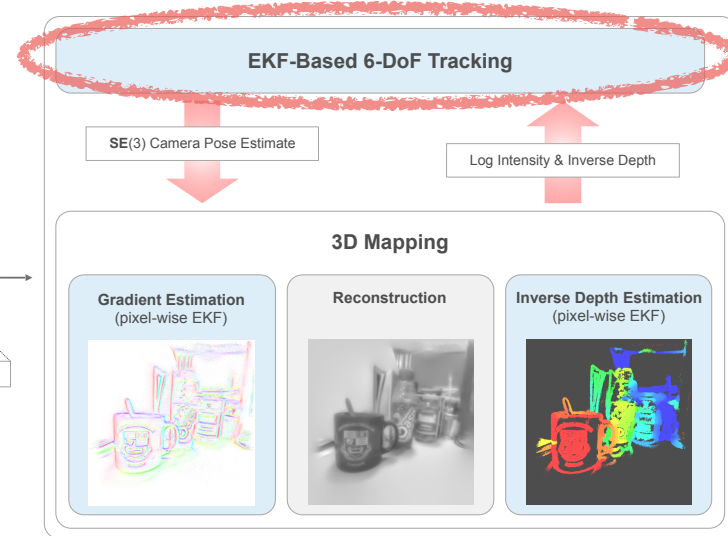 EKF-Based 6-DoF Tracking
SE(3) Camera Pose Estimate
Log Intensity & Inverse Depth
3D Mapping
Gradient Estimation
(pixel-wise EKF)
Reconstruction
Inverse Depth Estimation
(pixel-wise EKF)